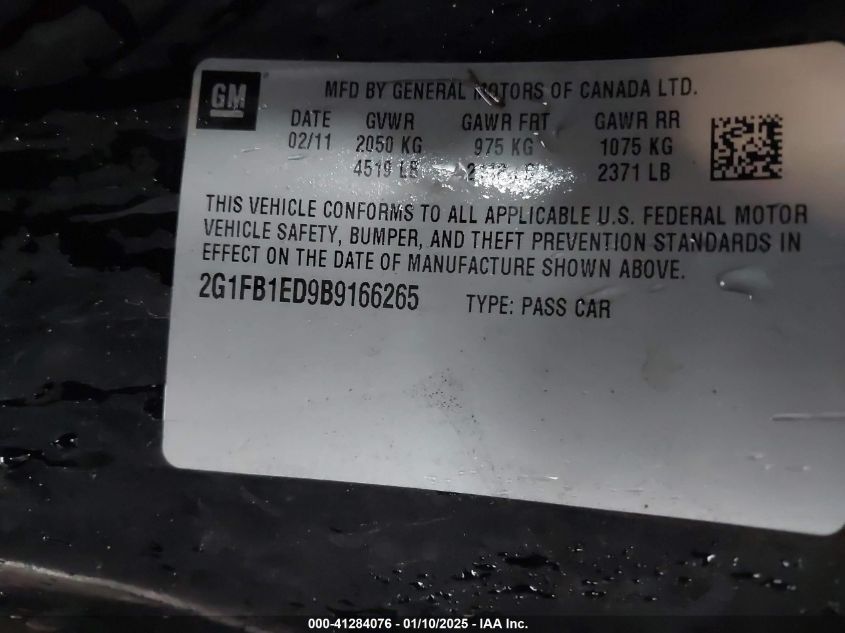 GM
MFD BY GENERAL MOTORS OF CANADA LTD.
DATE GVWR GAWR FRT GAWR RR
02/11 2050 KG 975 KG 1075 KG
4519 LB 2371 LB
THIS VEHICLE CONFORMS TO ALL APPLICABLE U.S. FEDERAL MOTOR
VEHICLE SAFETY, BUMPER, AND THEFT PREVENTION STANDARDS IN
EFFECT ON THE DATE OF MANUFACTURE SHOWN ABOVE.
2G1FB1ED9B9166265 TYPE: PASS CAR
000-41284076 - 01/10/2025 - IAA Inc.